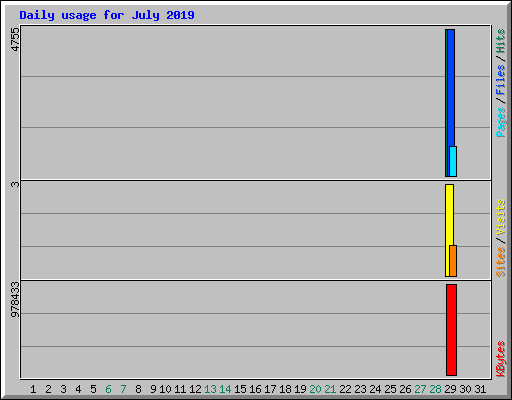 Daily usage for July 2019
4755
3
978433
Pages / Files / Hits
Sites / Visits
KBytes
1 2 3 4 5 6 7 8 9 10 11 12 13 14 15 16 17 18 19 20 21 22 23 24 25 26 27 28 29 30 31